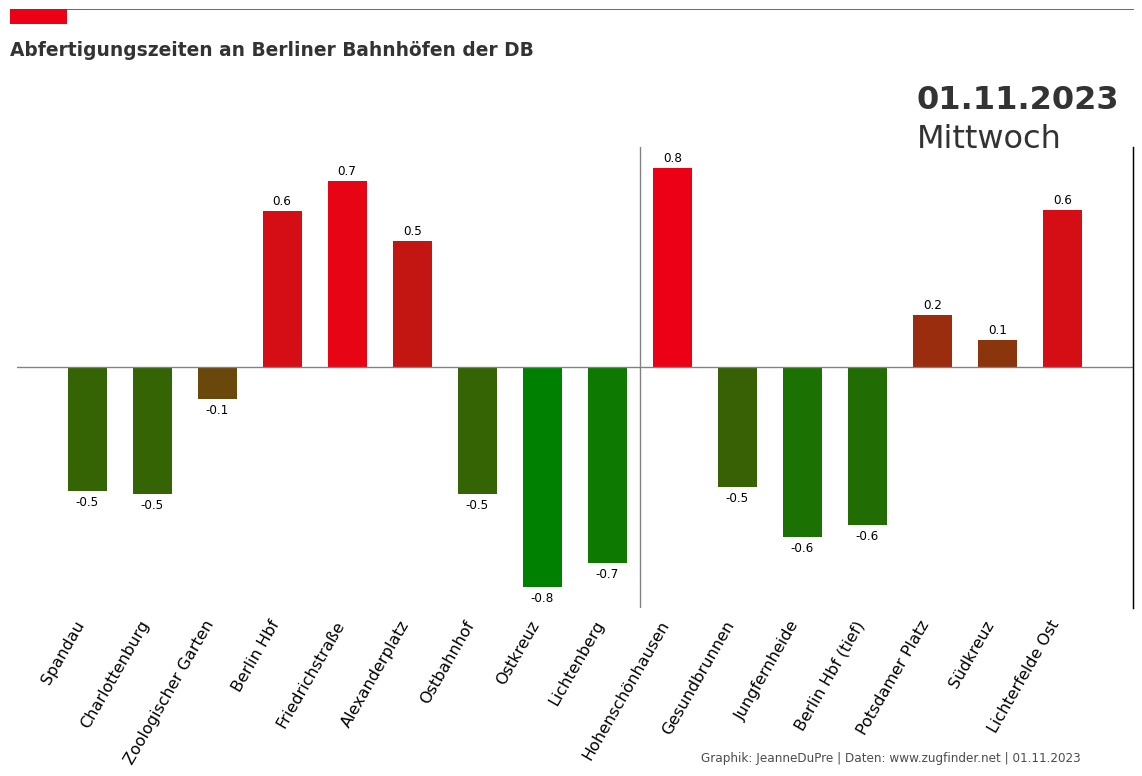 Abfertigungszeiten an Berliner Bahnhöfen der DB
01.11.2023
Mittwoch
0.8
0.7
0.6
0.6
0.5
0.2
0.1
-0.1
-0.5
-0.5
-0.5
-0.5
-0.6
-0.6
-0.7
-0.8
Spandau
Charlottenburg
Zoologischer Garten
Berlin Hbf
Friedrichstraße
Alexanderplatz
Ostbahnhof
Ostkreuz
Lichtenberg
Hohenschönhausen
Gesundbrunnen
Jungfernheide
Berlin Hbf (tief)
Potsdamer Platz
Südkreuz
Lichterfelde Ost
Graphik: JeanneDuPre | Daten: www.zugfinder.net | 01.11.2023